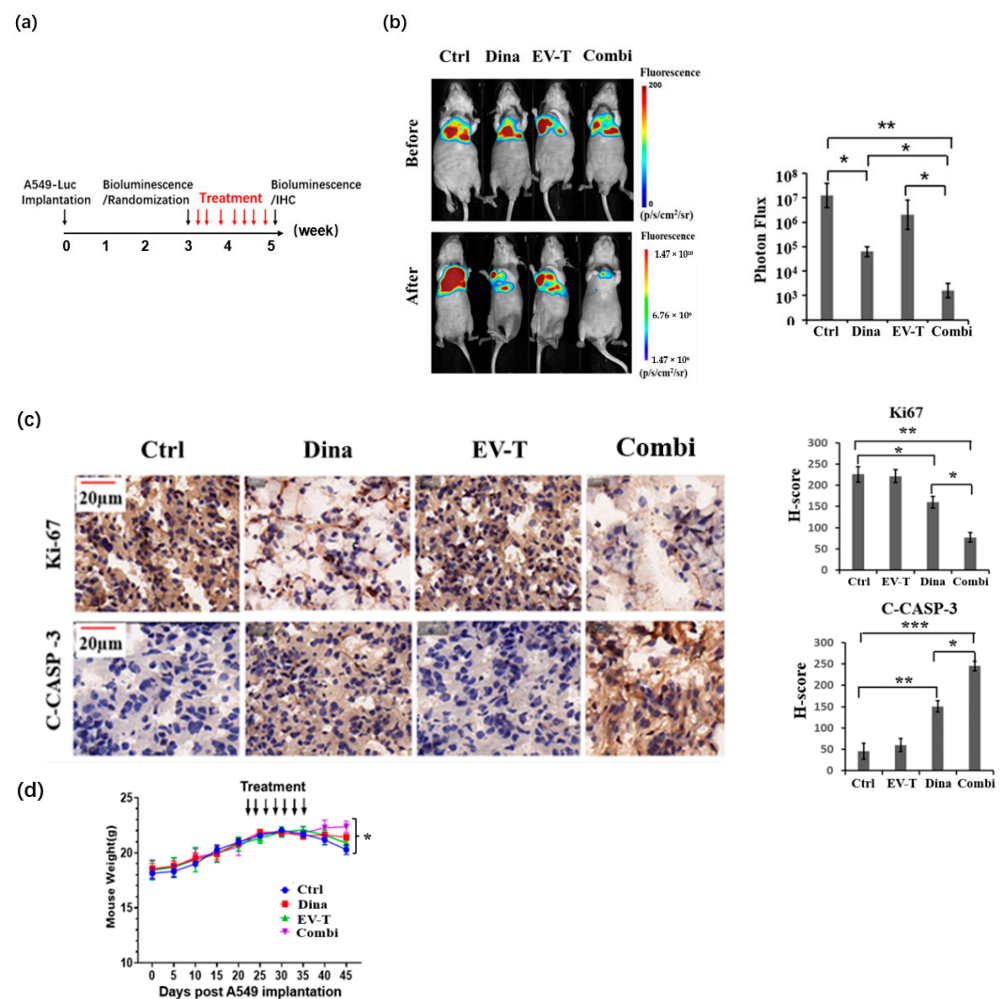 (a)
A549-Luc
Implantation
Bioluminescence
/Randomization
Treatment
Bioluminescence
/IHC
0 1 2 3 4 5 (week)
(b)
Ctrl Dina EV-T Combi
Before
Fluorescence
200
0
(p/s/cm²/sr)
After
Fluorescence
1.47 × 10¹⁰
6.76 × 10⁹
(p/s/cm²/sr)
** 
* *
*
Photon Flux
10⁸
10⁷
10⁶
10⁵
10⁴
10³
0
Ctrl Dina EV-T Combi
(c)
Ctrl Dina EV-T Combi
Ki-67
20μm
C-CASP -3
20μm
Ki67
**
*
*
H-score
300
250
200
150
100
50
0
Ctrl EV-T Dina Combi
C-CASP-3
***
*
**
H-score
300
250
200
150
100
50
0
Ctrl EV-T Dina Combi
(d)
Treatment
Mouse Weight(g)
25
20
15
10
*
Ctrl
Dina
EV-T
Combi
0 5 10 15 20 25 30 35 40 45
Days post A549 implantation